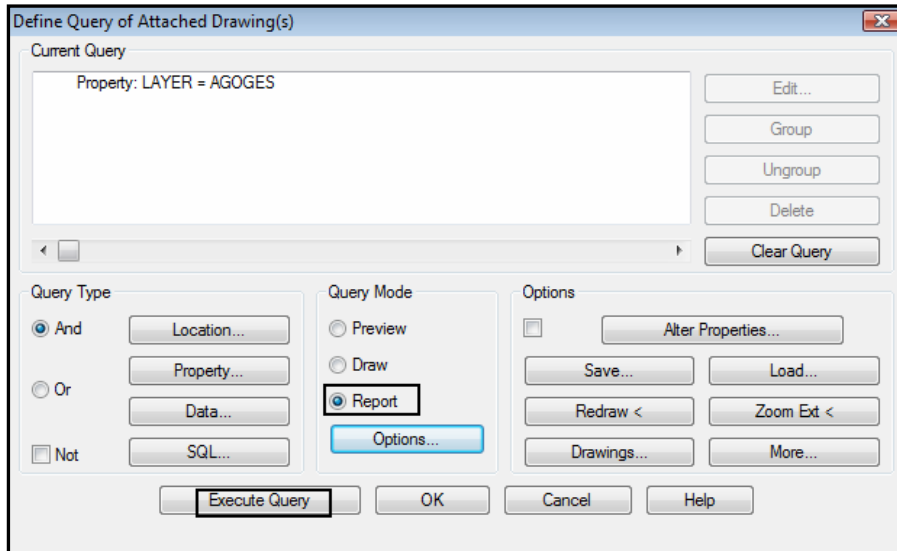 Define Query of Attached Drawing(s)
Current Query
Property: LAYER = AGOGES
Edit...
Group
Ungroup
Delete
Clear Query
Query Type
And
Location...
Property...
Or
Data...
Not
SQL...
Query Mode
Preview
Draw
Report
Options...
Options
Alter Properties...
Save...
Load...
Redraw <
Zoom Ext <
Drawings...
More...
Execute Query
OK
Cancel
Help